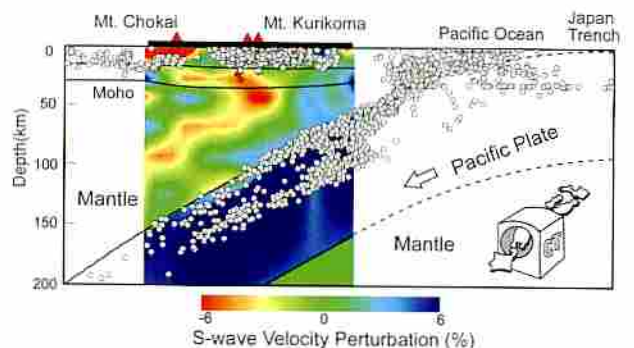 Mt. Chokai Mt. Kurikoma Pacific Ocean Japan Trench
0
50
100
150
200
Depth(km)
Moho
Pacific Plate
Mantle
Mantle
-6 0 6
S-wave Velocity Perturbation (%)